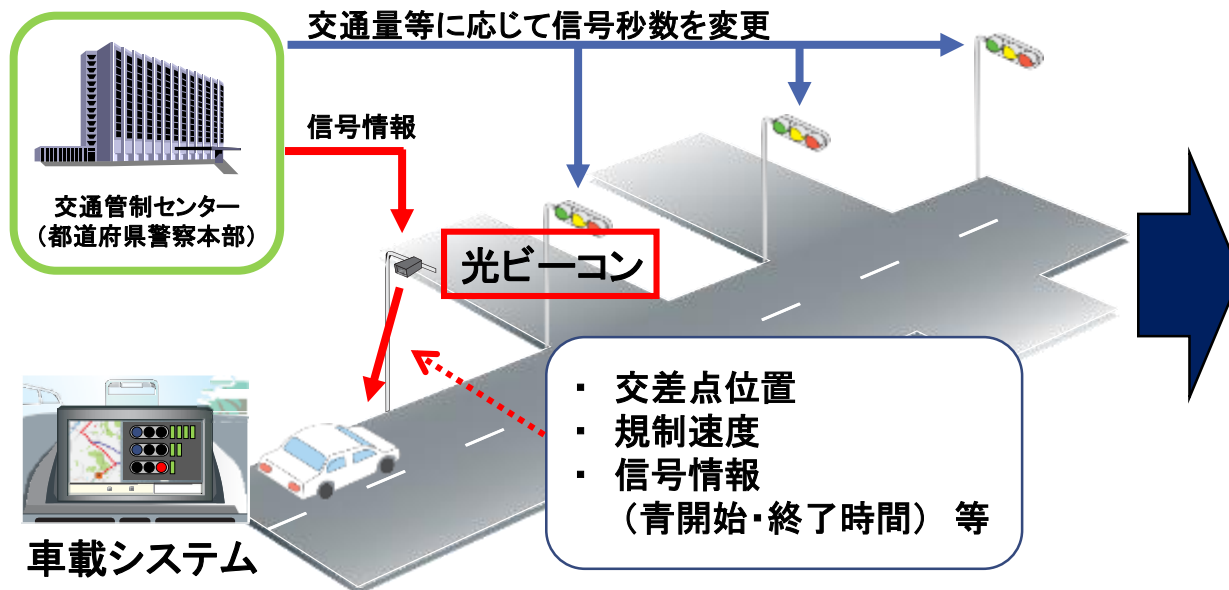 交通量等に応じて信号秒数を変更
信号情報
交通管制センター
（都道府県警察本部）
光ビーコン
・ 交差点位置
・ 規制速度
・ 信号情報
（青開始・終了時間） 等
車載システム